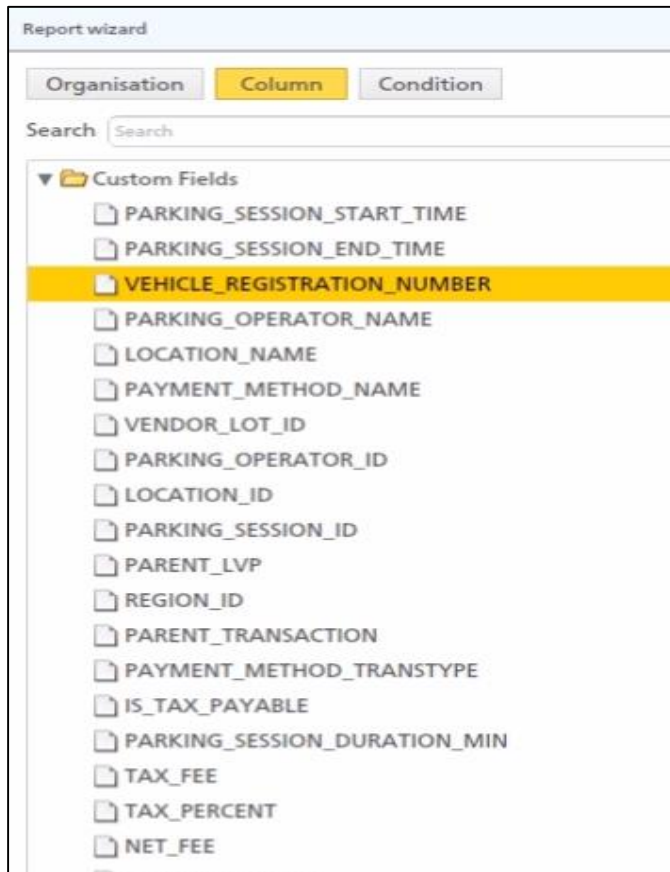 Report wizard
Organisation Column Condition
Search Search
Custom Fields
PARKING_SESSION_START_TIME
PARKING_SESSION_END_TIME
VEHICLE_REGISTRATION_NUMBER
PARKING_OPERATOR_NAME
LOCATION_NAME
PAYMENT_METHOD_NAME
VENDOR_LOT_ID
PARKING_OPERATOR_ID
LOCATION_ID
PARKING_SESSION_ID
PARENT_LVP
REGION_ID
PARENT_TRANSACTION
PAYMENT_METHOD_TRANSTYPE
IS_TAX_PAYABLE
PARKING_SESSION_DURATION_MIN
TAX_FEE
TAX_PERCENT
NET_FEE